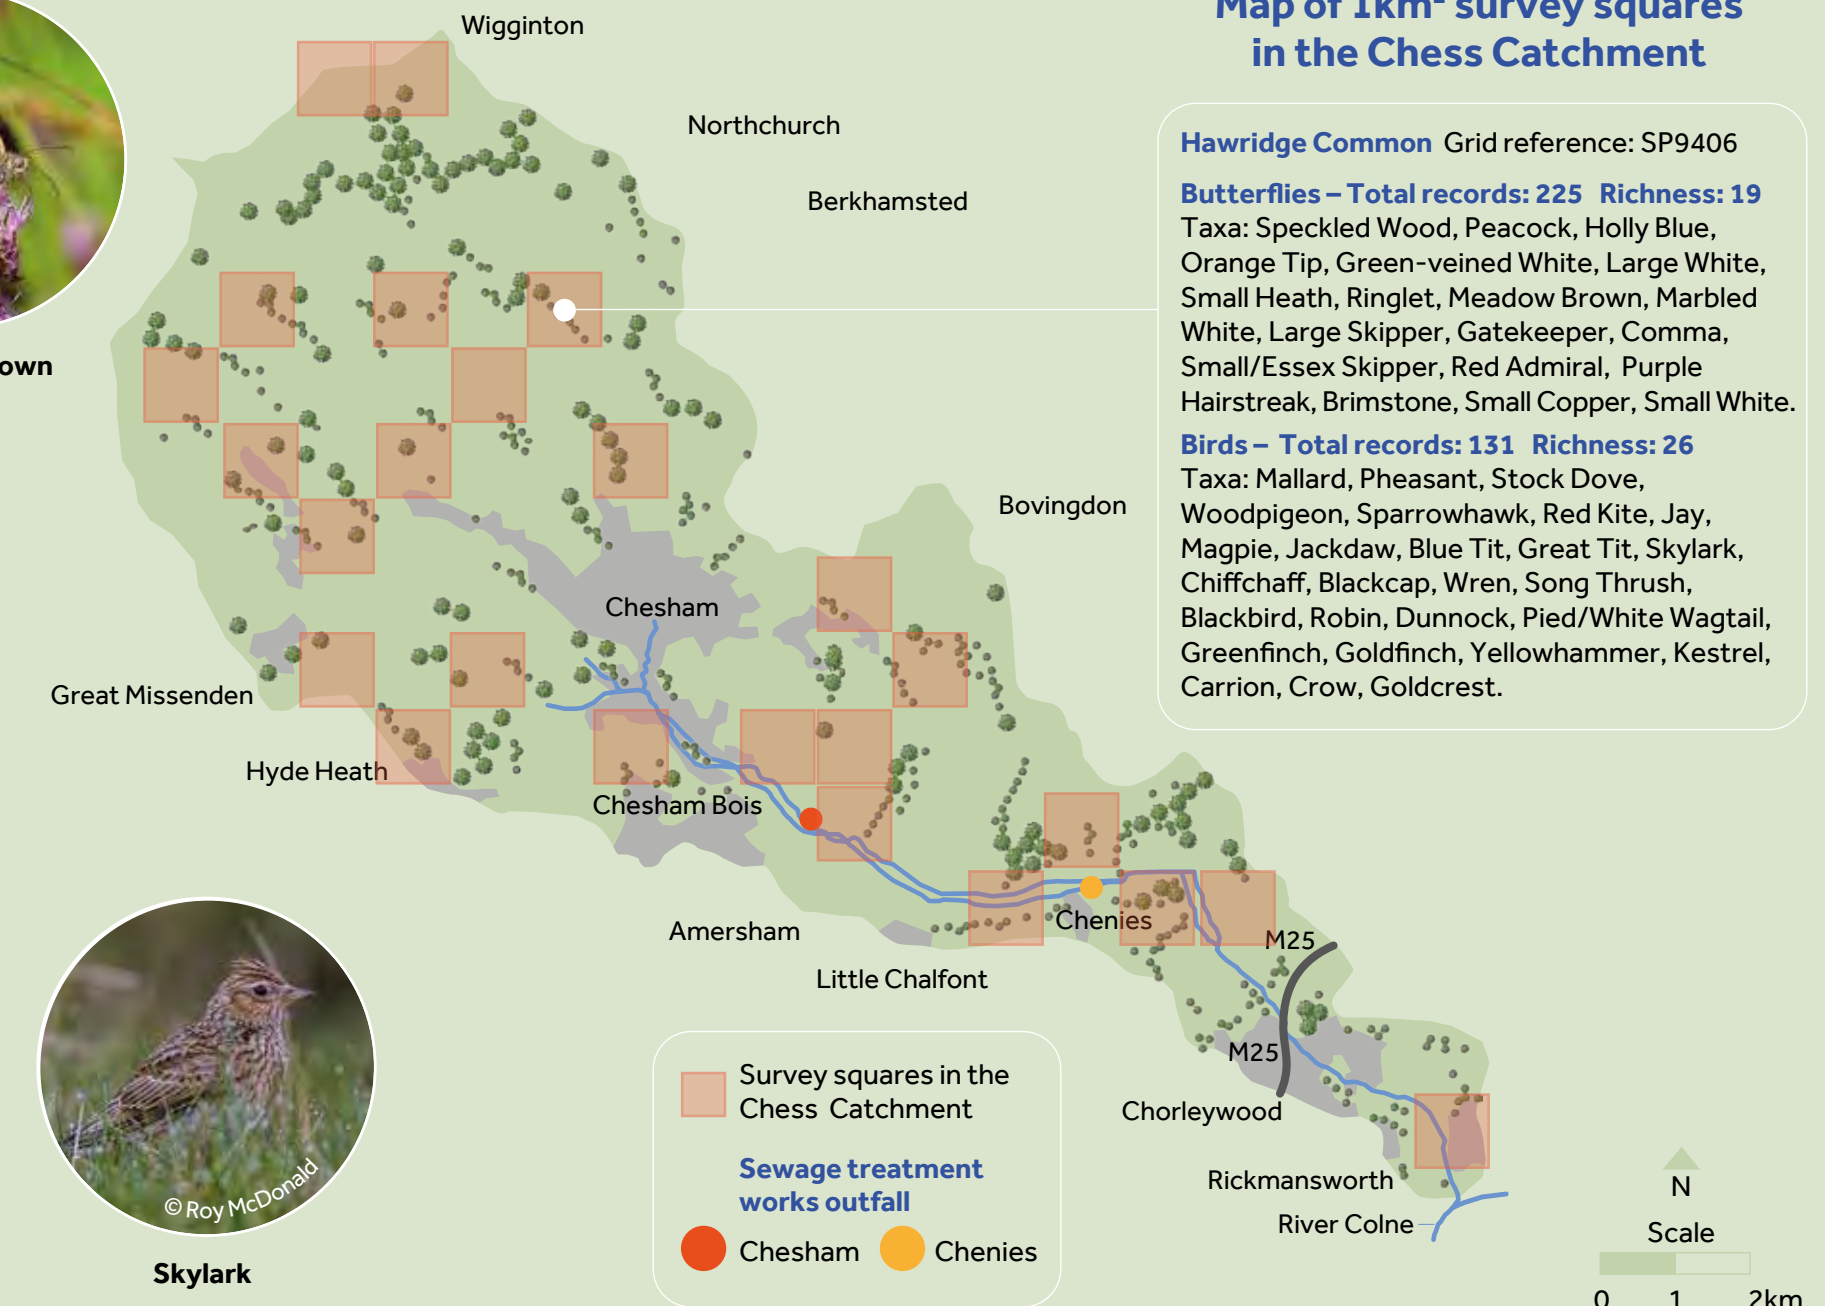 Map of 1km² survey squares
in the Chess Catchment
Wigginton
Northchurch
Berkhamsted
Hawridge Common Grid reference: SP9406
Butterflies – Total records: 225 Richness: 19
Taxa: Speckled Wood, Peacock, Holly Blue,
Orange Tip, Green-veined White, Large White,
Small Heath, Ringlet, Meadow Brown, Marbled
White, Large Skipper, Gatekeeper, Comma,
Small/Essex Skipper, Red Admiral, Purple
Hairstreak, Brimstone, Small Copper, Small White.
Birds – Total records: 131 Richness: 26
Taxa: Mallard, Pheasant, Stock Dove,
Woodpigeon, Sparrowhawk, Red Kite, Jay,
Magpie, Jackdaw, Blue Tit, Great Tit, Skylark,
Chiffchaff, Blackcap, Wren, Song Thrush,
Blackbird, Robin, Dunnock, Pied/White Wagtail,
Greenfinch, Goldfinch, Yellowhammer, Kestrel,
Carrion, Crow, Goldcrest.
own
Bovingdon
Chesham
Great Missenden
Hyde Heath
Chesham Bois
Amersham
Chenies
Little Chalfont
M25
M25
Chorleywood
Rickmansworth
River Colne
© Roy McDonald
Skylark
Survey squares in the
Chess Catchment
Sewage treatment
works outfall
Chesham
Chenies
N
Scale
0 1 2km